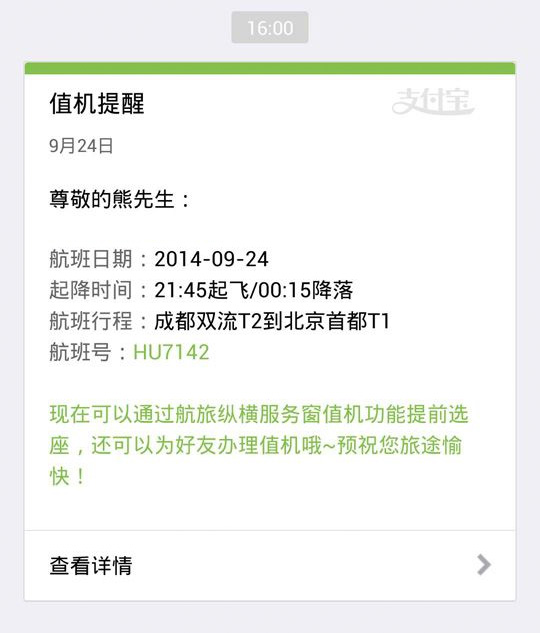 16:00
值机提醒
支付宝
9月24日
尊敬的熊先生：
航班日期：2014-09-24
起降时间：21:45起飞/00:15降落
航班行程：成都双流T2到北京首都T1
航班号：HU7142
现在可以通过航旅纵横服务窗值机功能提前选
座，还可以为好友办理值机哦~预祝您旅途愉
快！
查看详情